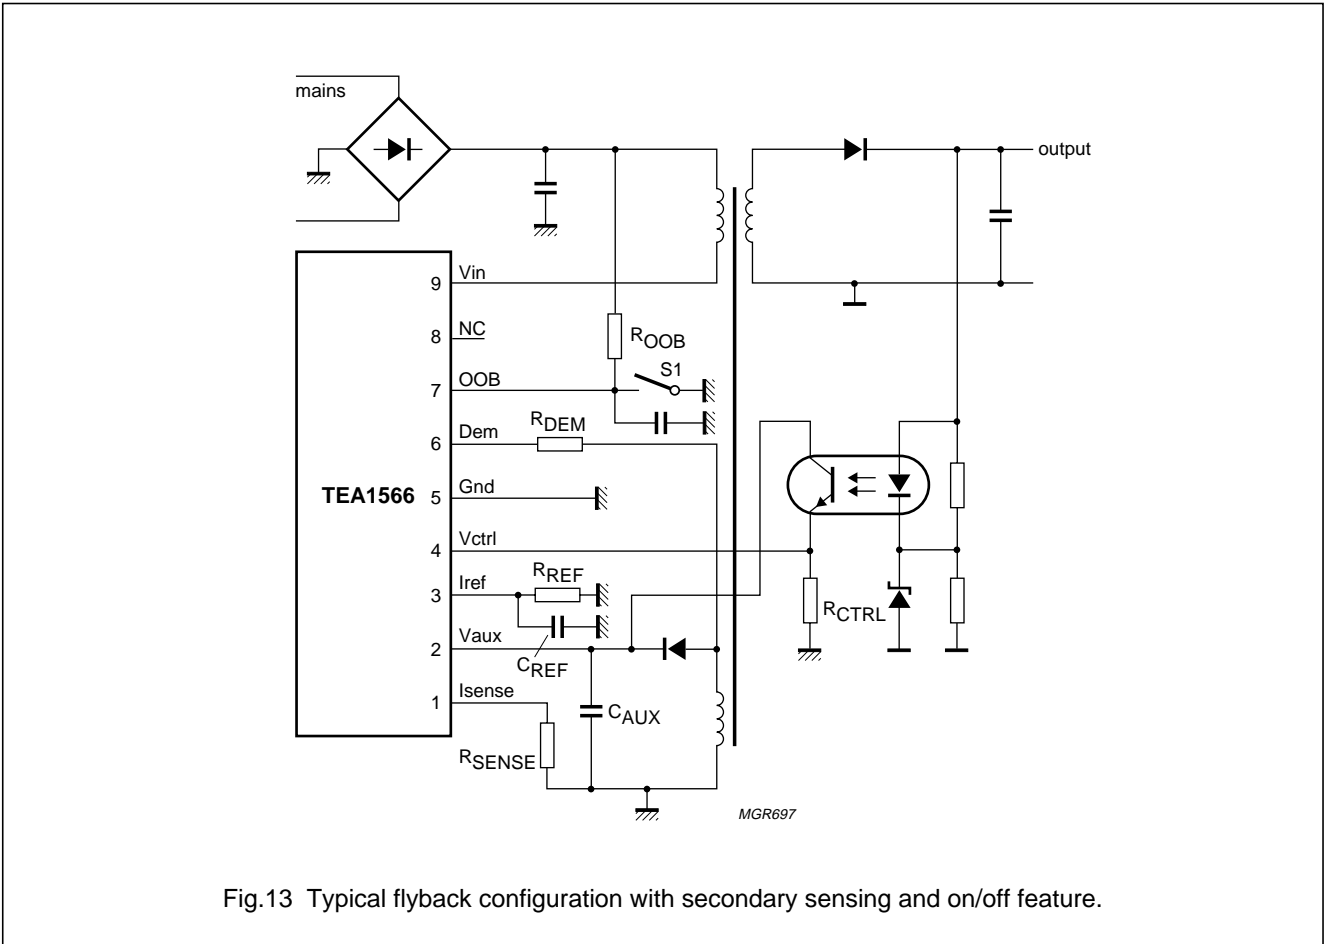 mains
output
9 Vin
8 NC
ROOB
S1
7 OOB
RDEM
6 Dem
TEA1566
5 Gnd
4 Vctrl
RREF
3 Iref
RCTRL
Vaux
2
CREF
Isense
1
CAUX
RSENSE
MGR697
Fig.13 Typical flyback configuration with secondary sensing and on/off feature.